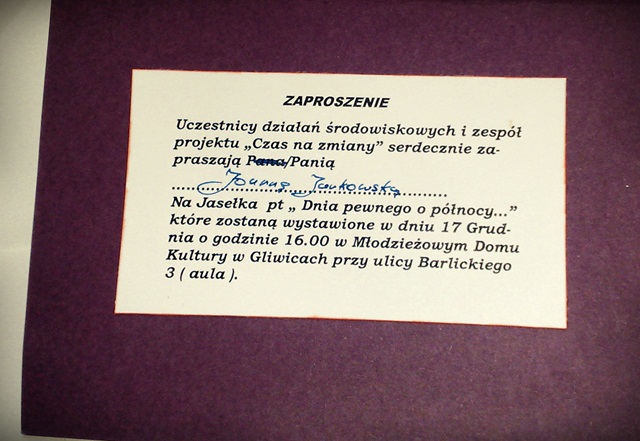 ZAPROSZENIE
Uczestnicy działań środowiskowych i zespół
projektu „Czas na zmiany” serdecznie za-
praszają Pana/Panią
Joannę Jankowską
Na Jasełka pt „ Dnia pewnego o północy...”
które zostaną wystawione w dniu 17 Grud-
nia o godzinie 16.00 w Młodzieżowym Domu
Kultury w Gliwicach przy ulicy Barlickiego
3 ( aula ).